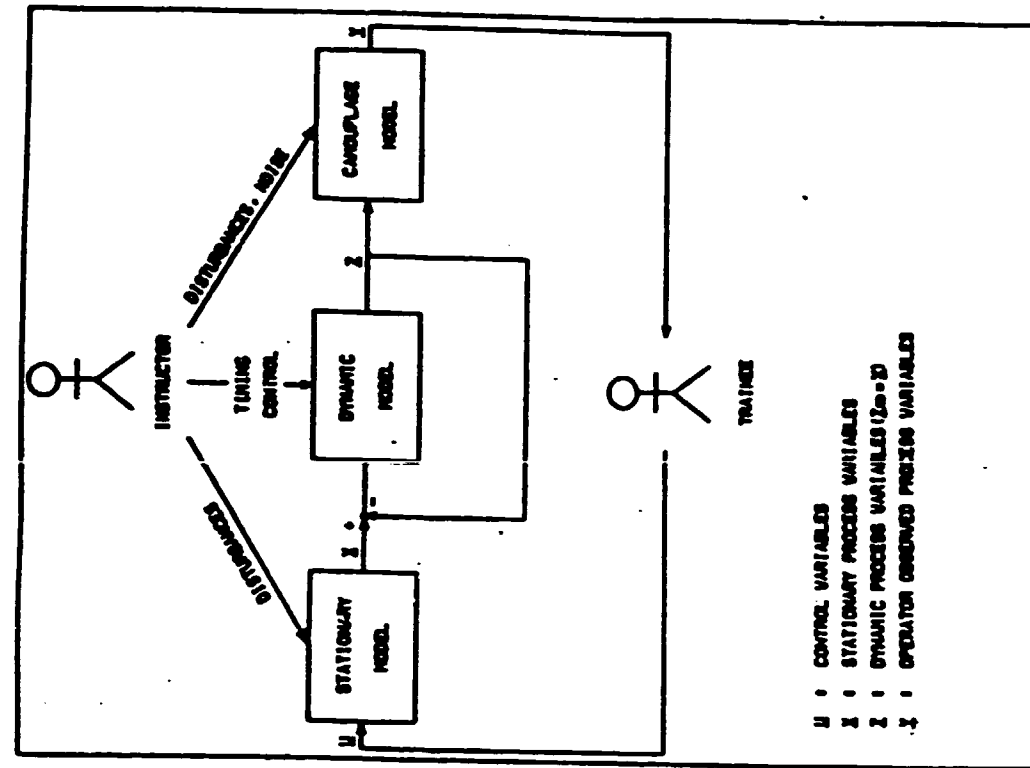 INSTRUCTOR
DISTURBANCES
TIMING
CONTROL
DISTURBANCES, NOISE
STATIONARY
MODEL
DYNAMIC
MODEL
CAMOUFLAGE
MODEL
+
-
TRAINEE
: CONTROL VARIABLES
: STATIONARY PROCESS VARIABLES
: DYNAMIC PROCESS VARIABLES
: OPERATOR OBSERVED PROCESS VARIABLES